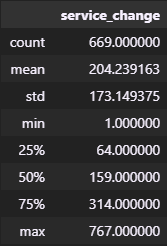 service_change
count 669.000000
mean 204.239163
std 173.149375
min 1.000000
25% 64.000000
50% 159.000000
75% 314.000000
max 767.000000